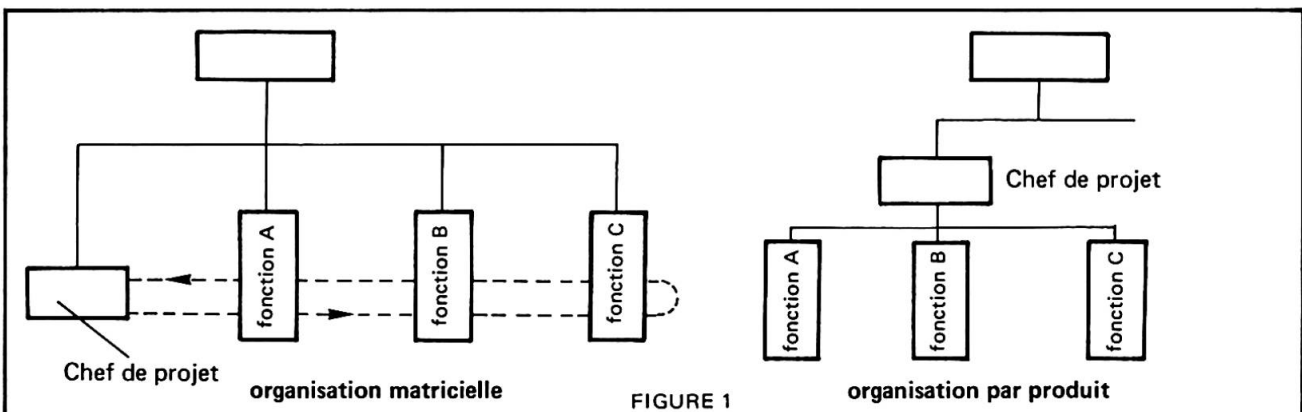 fonction A
fonction B
fonction C
Chef de projet
organisation matricielle
Chef de projet
fonction A
fonction B
fonction C
organisation par produit
FIGURE 1